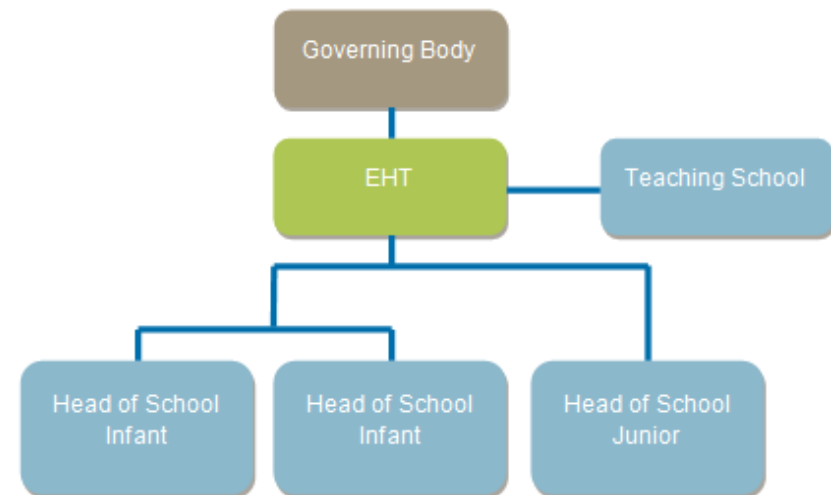 Governing Body
EHT
Teaching School
Head of School
Infant
Head of School
Infant
Head of School
Junior